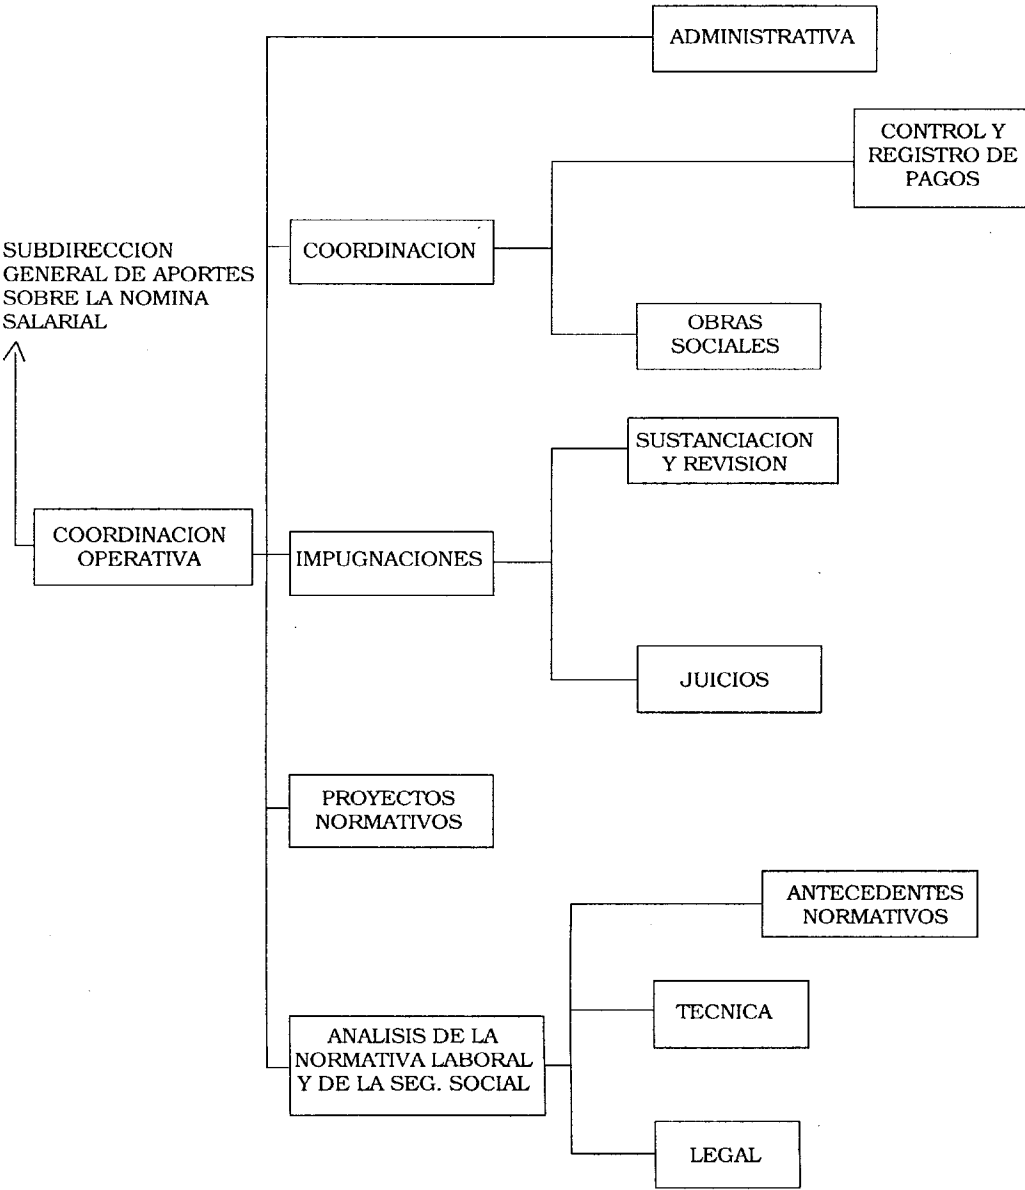 ADMINISTRATIVA
CONTROL Y
REGISTRO DE
PAGOS
COORDINACION
SUBDIRECCION
GENERAL DE APORTES
SOBRE LA NOMINA
SALARIAL
OBRAS
SOCIALES
SUSTANCIACION
Y REVISION
COORDINACION
OPERATIVA
IMPUGNACIONES
JUICIOS
PROYECTOS
NORMATIVOS
ANTECEDENTES
NORMATIVOS
TECNICA
ANALISIS DE LA
NORMATIVA LABORAL
Y DE LA SEG. SOCIAL
LEGAL